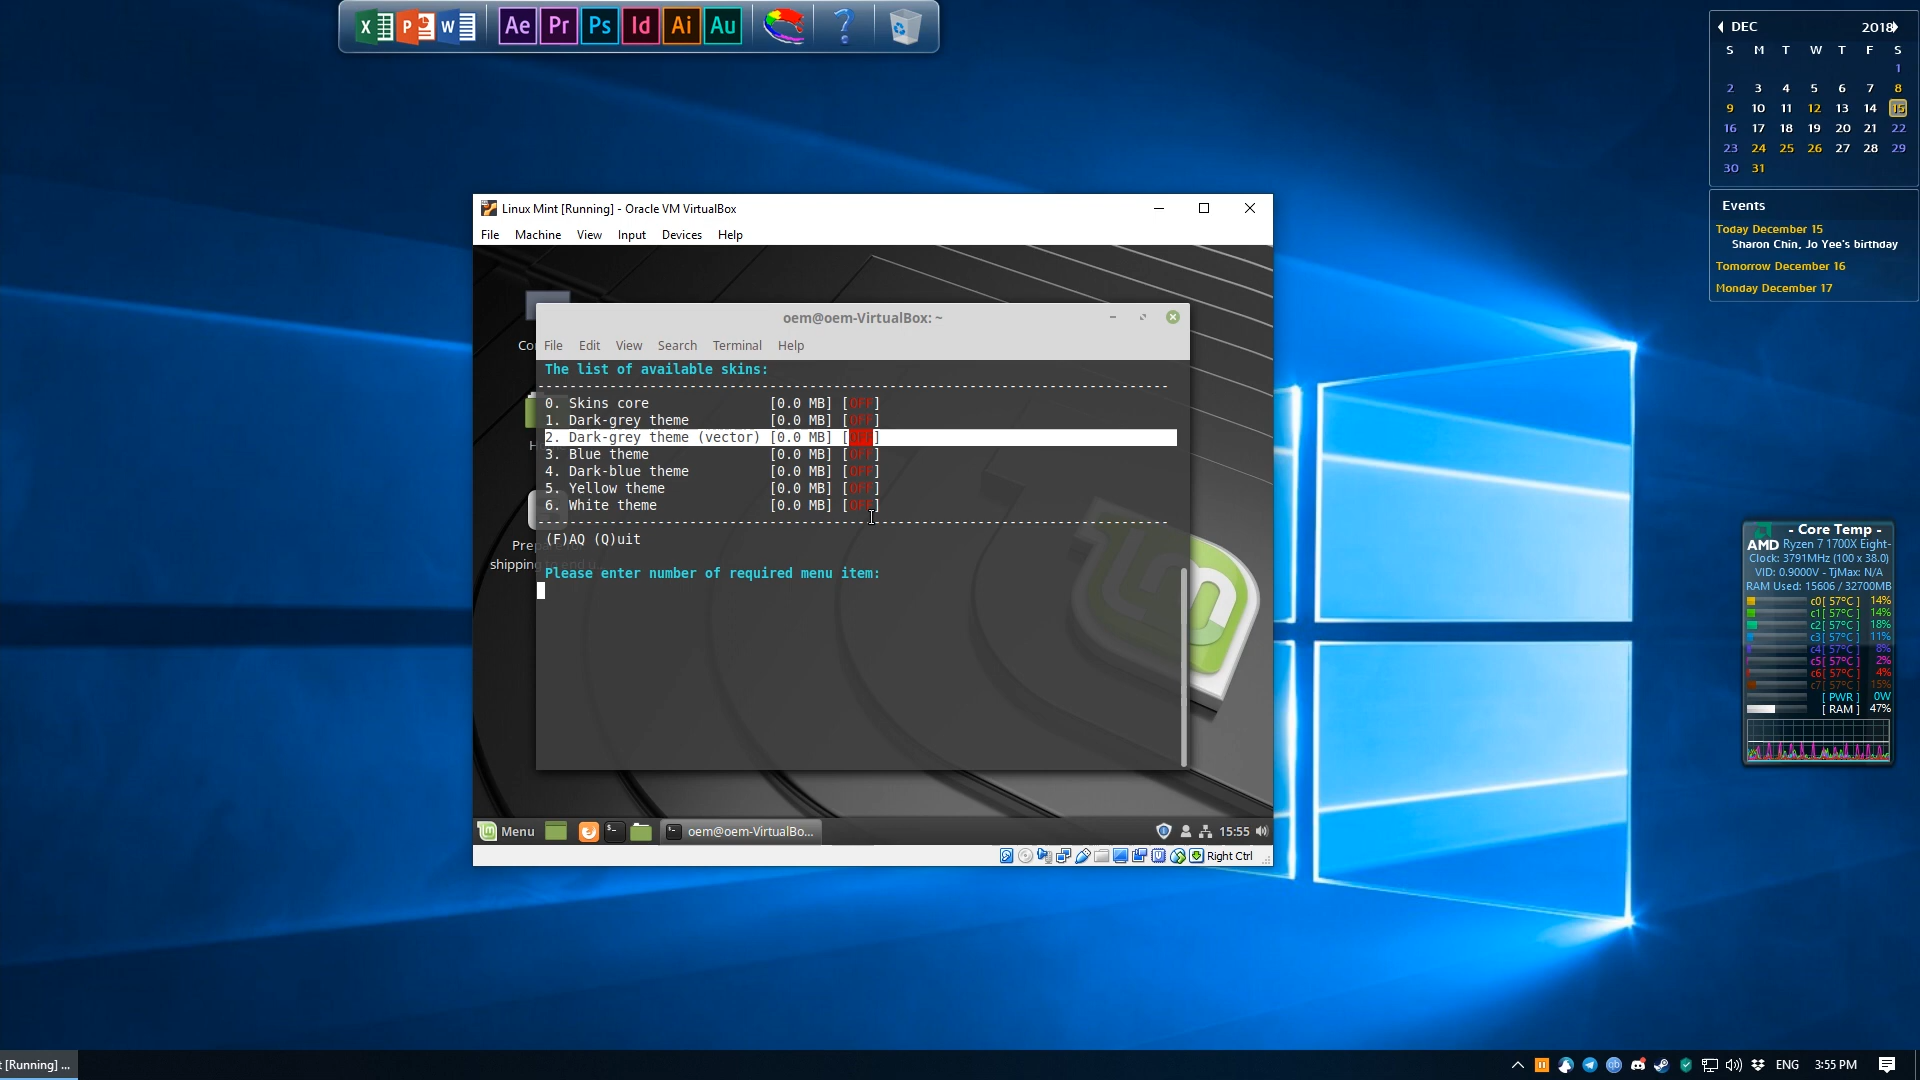 Ae Pr Ps Id Ai Au
DEC 2018
S M T W T F S
1
2 3 4 5 6 7 8
9 10 11 12 13 14 15
16 17 18 19 20 21 22
23 24 25 26 27 28 29
30 31
Events
Today December 15
Sharon Chin, Jo Yee's birthday
Tomorrow December 16
Monday December 17
Linux Mint [Running] - Oracle VM VirtualBox
File Machine View Input Devices Help
oem@oem-VirtualBox: ~
File Edit View Search Terminal Help
The list of available skins:
0. Skins core [0.0 MB] [OFF]
1. Dark-grey theme [0.0 MB] [OFF]
2. Dark-grey theme (vector) [0.0 MB] [OFF]
3. Blue theme [0.0 MB] [OFF]
4. Dark-blue theme [0.0 MB] [OFF]
5. Yellow theme [0.0 MB] [OFF]
6. White theme [0.0 MB] [OFF]
(F)AQ (Q)uit
Please enter number of required menu item:
Menu oem@oem-VirtualBo... 15:55
Right Ctrl
- Core Temp -
AMD Ryzen 7 1700X Eight-
Clock: 3791MHz (100 x 38.0)
VID: 0.9000V - TjMax: N/A
RAM Used: 15606 / 32700MB
c0[ 57ºC ] 14%
c1[ 57ºC ] 14%
c2[ 57ºC ] 18%
c3[ 57ºC ] 11%
c4[ 57ºC ] 8%
c5[ 57ºC ] 2%
c6[ 57ºC ] 4%
c7[ 57ºC ] 15%
[ PWR ] 0W
[ RAM ] 47%
[Running] ...
ENG 3:55 PM